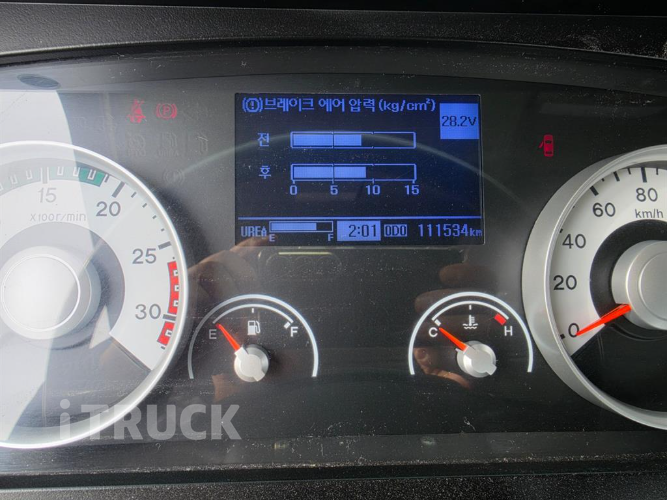 (!)브레이크 에어 압력 (kg/cm²)
28.2V
전
후
0 5 10 15
UREA E F 2:01 ODO 111534km
15 20 25 30
x100r/min
E F
C H
0 20 40 60 80
km/h
iTRUCK